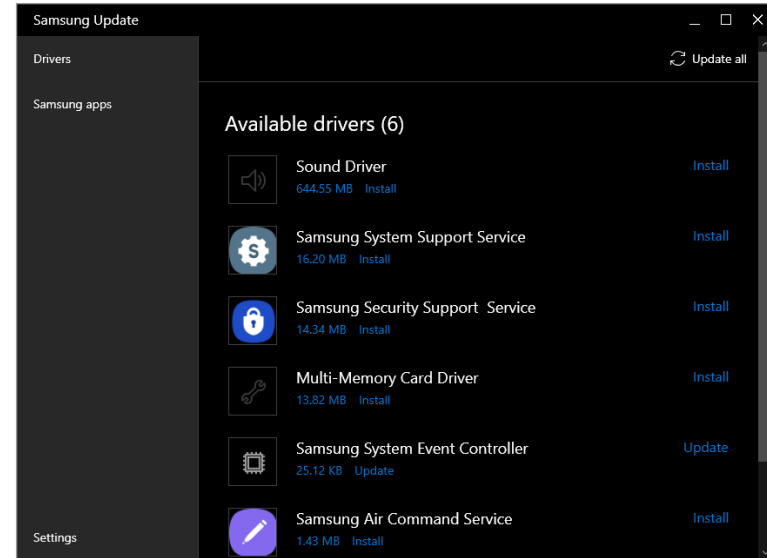 Samsung Update
Drivers
Update all
Samsung apps
Available drivers (6)
Sound Driver
Install
644.55 MB Install
Samsung System Support Service
Install
16.20 MB Install
Samsung Security Support Service
Install
14.34 MB Install
Multi-Memory Card Driver
Install
13.82 MB Install
Samsung System Event Controller
Update
25.12 KB Update
Samsung Air Command Service
Install
1.43 MB Install
Settings